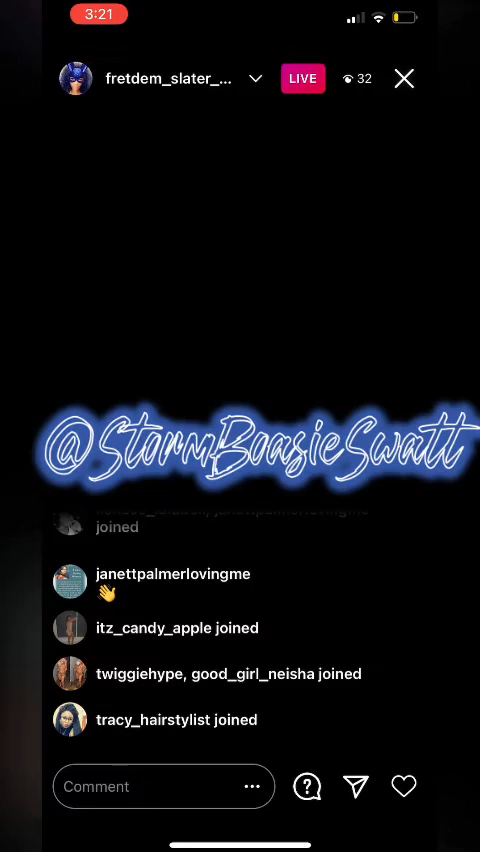 3:21
fretdem_slater_...
LIVE
32
@StormBoasieSwatt
joined
janettpalmerlovingme
👋
itz_candy_apple joined
twiggiehype, good_girl_neisha joined
tracy_hairstylist joined
Comment